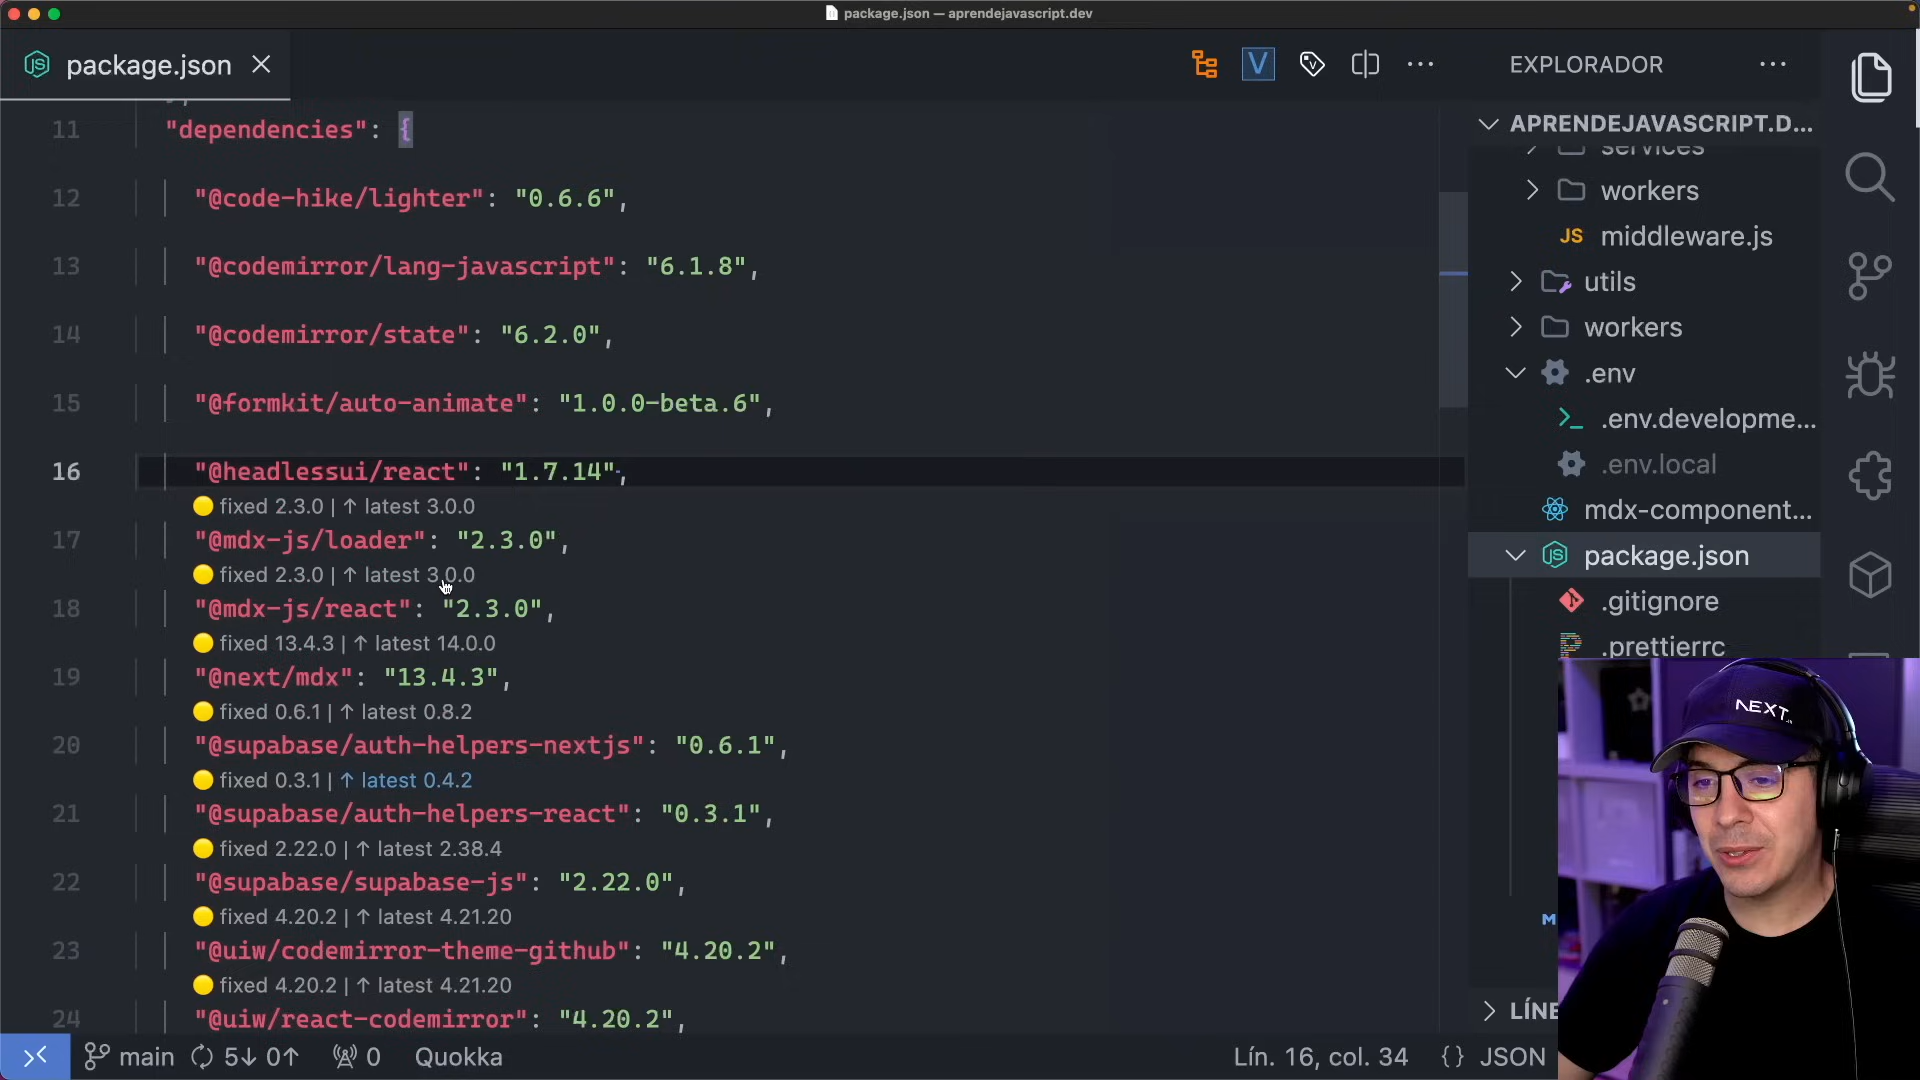 package.json — aprendejavascript.dev
package.json
V
EXPLORADOR
APRENDEJAVASCRIPT.D...
11 "dependencies": {
12 "@code-hike/lighter": "0.6.6",
13 "@codemirror/lang-javascript": "6.1.8",
14 "@codemirror/state": "6.2.0",
15 "@formkit/auto-animate": "1.0.0-beta.6",
16 "@headlessui/react": "1.7.14",
fixed 2.3.0 | ↑ latest 3.0.0
17 "@mdx-js/loader": "2.3.0",
fixed 2.3.0 | ↑ latest 3.0.0
18 "@mdx-js/react": "2.3.0",
fixed 13.4.3 | ↑ latest 14.0.0
19 "@next/mdx": "13.4.3",
fixed 0.6.1 | ↑ latest 0.8.2
20 "@supabase/auth-helpers-nextjs": "0.6.1",
fixed 0.3.1 | ↑ latest 0.4.2
21 "@supabase/auth-helpers-react": "0.3.1",
fixed 2.22.0 | ↑ latest 2.38.4
22 "@supabase/supabase-js": "2.22.0",
fixed 4.20.2 | ↑ latest 4.21.20
23 "@uiw/codemirror-theme-github": "4.20.2",
fixed 4.20.2 | ↑ latest 4.21.20
24 "@uiw/react-codemirror": "4.20.2",
services
workers
JS middleware.js
utils
workers
.env
.env.developme...
.env.local
mdx-component...
package.json
.gitignore
.prettierrc
NEXT
LÍNE
main 5↓ 0↑ 0 Quokka
Lín. 16, col. 34 {} JSON